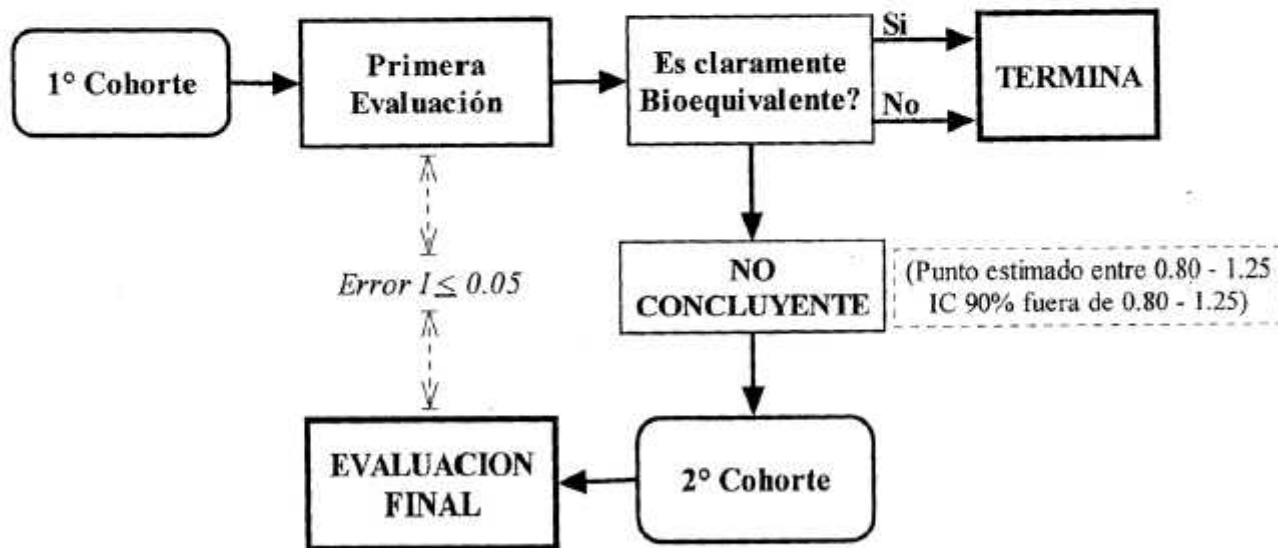 1° Cohorte
Primera
Evaluación
Es claramente
Bioequivalente?
Si
No
TERMINA
NO
CONCLUYENTE
(Punto estimado entre 0.80 - 1.25
IC 90% fuera de 0.80 - 1.25)
Error I ≤ 0.05
2° Cohorte
EVALUACION
FINAL